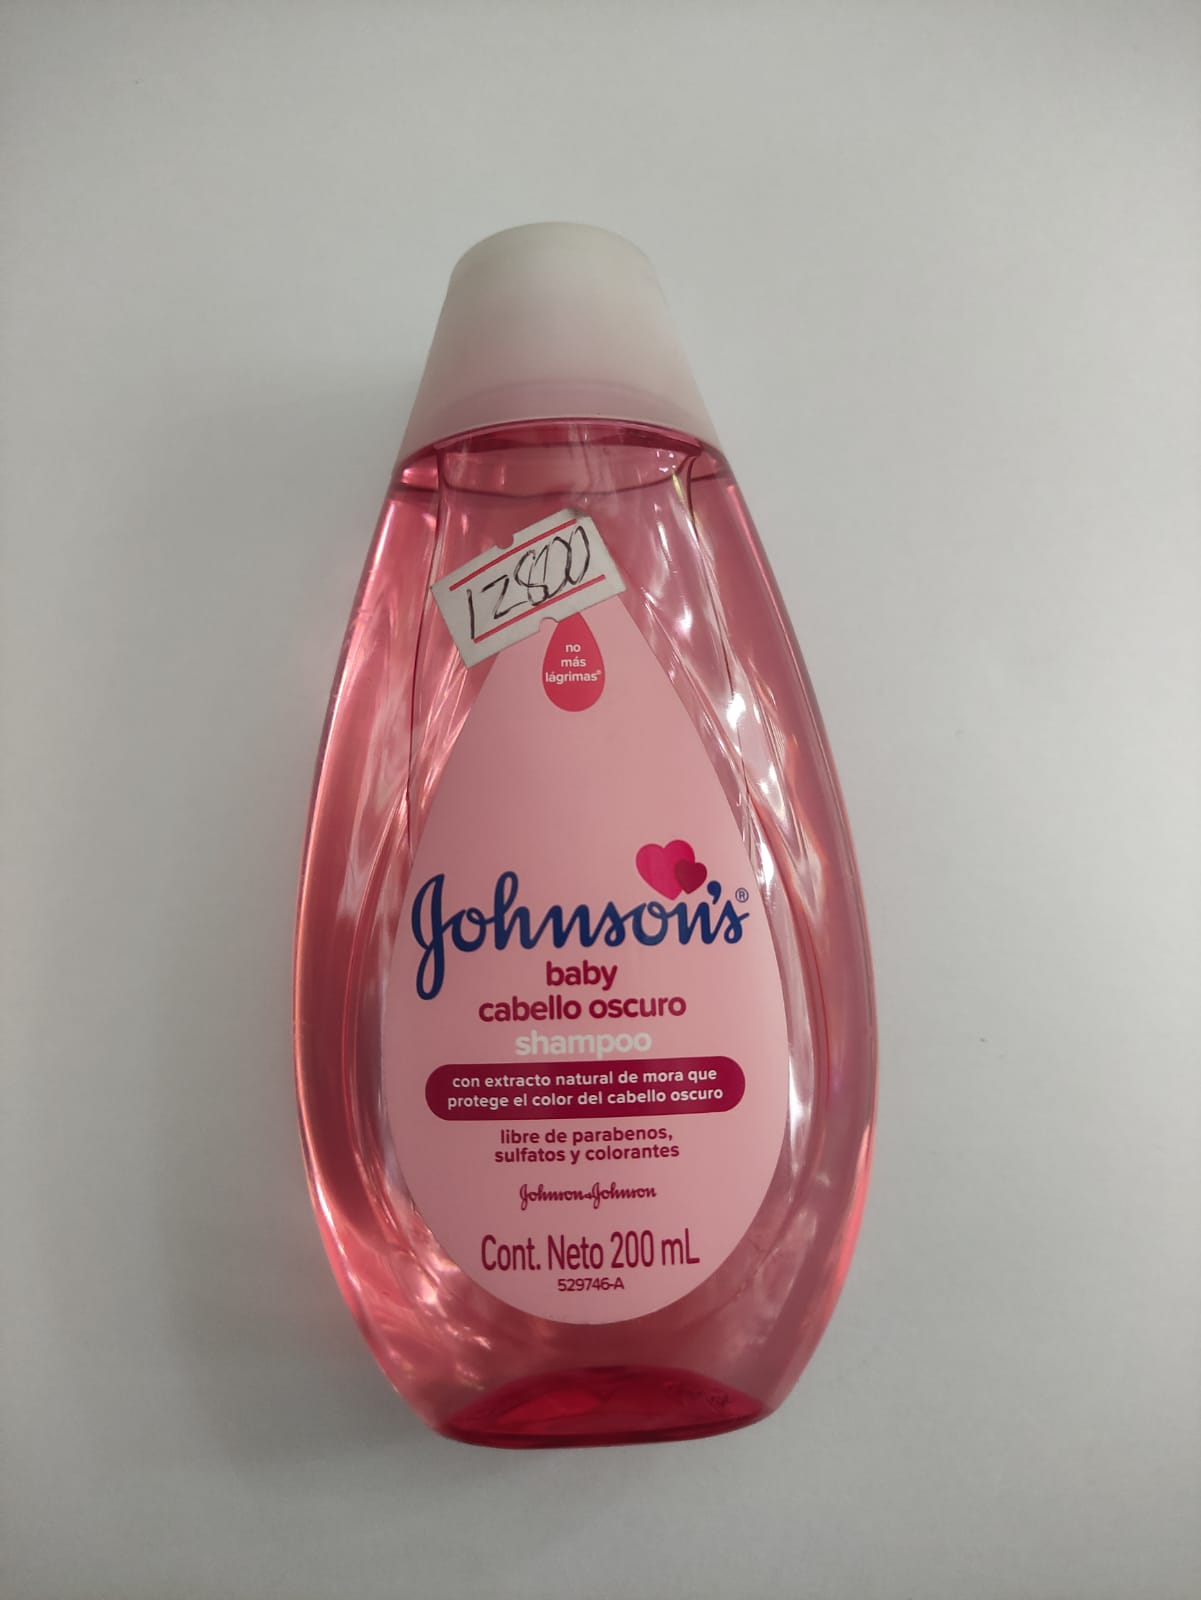 12800
no
más
lágrimas®
Johnson's®
baby
cabello oscuro
shampoo
con extracto natural de mora que
protege el color del cabello oscuro
libre de parabenos,
sulfatos y colorantes
Johnson&Johnson
Cont. Neto 200 mL
529746-A